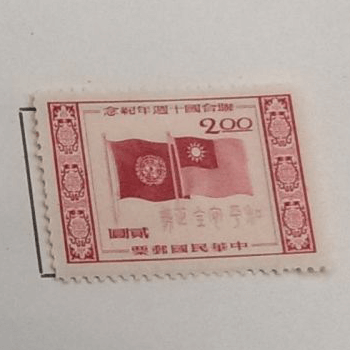 聯合國十週年紀念
2.00
貳圓
中華民國郵票